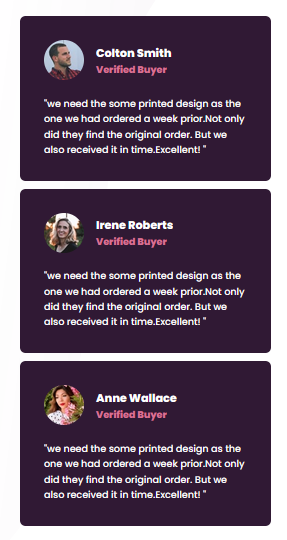 Colton Smith
Verified Buyer
"we need the some printed design as the
one we had ordered a week prior.Not only
did they find the original order. But we
also received it in time.Excellent! "
Irene Roberts
Verified Buyer
"we need the some printed design as the
one we had ordered a week prior.Not only
did they find the original order. But we
also received it in time.Excellent! "
Anne Wallace
Verified Buyer
"we need the some printed design as the
one we had ordered a week prior.Not only
did they find the original order. But we
also received it in time.Excellent! "